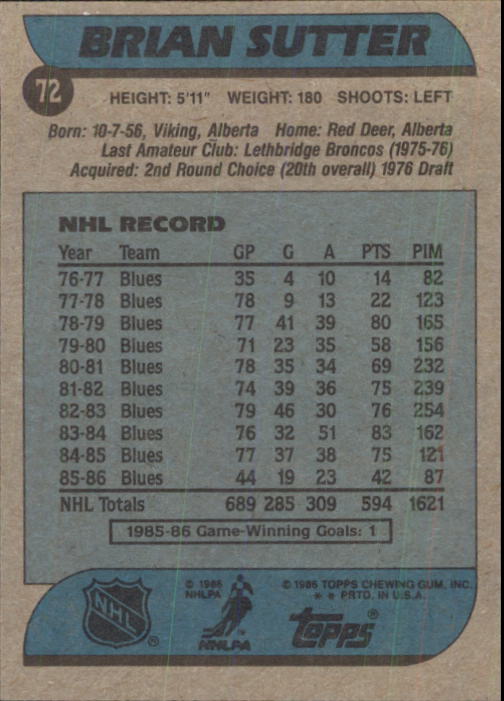 BRIAN SUTTER
72
HEIGHT: 5'11" WEIGHT: 180 SHOOTS: LEFT
Born: 10-7-56, Viking, Alberta Home: Red Deer, Alberta
Last Amateur Club: Lethbridge Broncos (1975-76)
Acquired: 2nd Round Choice (20th overall) 1976 Draft
NHL RECORD
Year Team GP G A PTS PIM
76-77 Blues 35 4 10 14 82
77-78 Blues 78 9 13 22 123
78-79 Blues 77 41 39 80 165
79-80 Blues 71 23 35 58 156
80-81 Blues 78 35 34 69 232
81-82 Blues 74 39 36 75 239
82-83 Blues 79 46 30 76 254
83-84 Blues 76 32 51 83 162
84-85 Blues 77 37 38 75 121
85-86 Blues 44 19 23 42 87
NHL Totals 689 285 309 594 1621
1985-86 Game-Winning Goals: 1
© 1986 © 1986 TOPPS CHEWING GUM, INC.
NHLPA * * PRTD. IN U.S.A.
NHL ® topps®
NHLPA